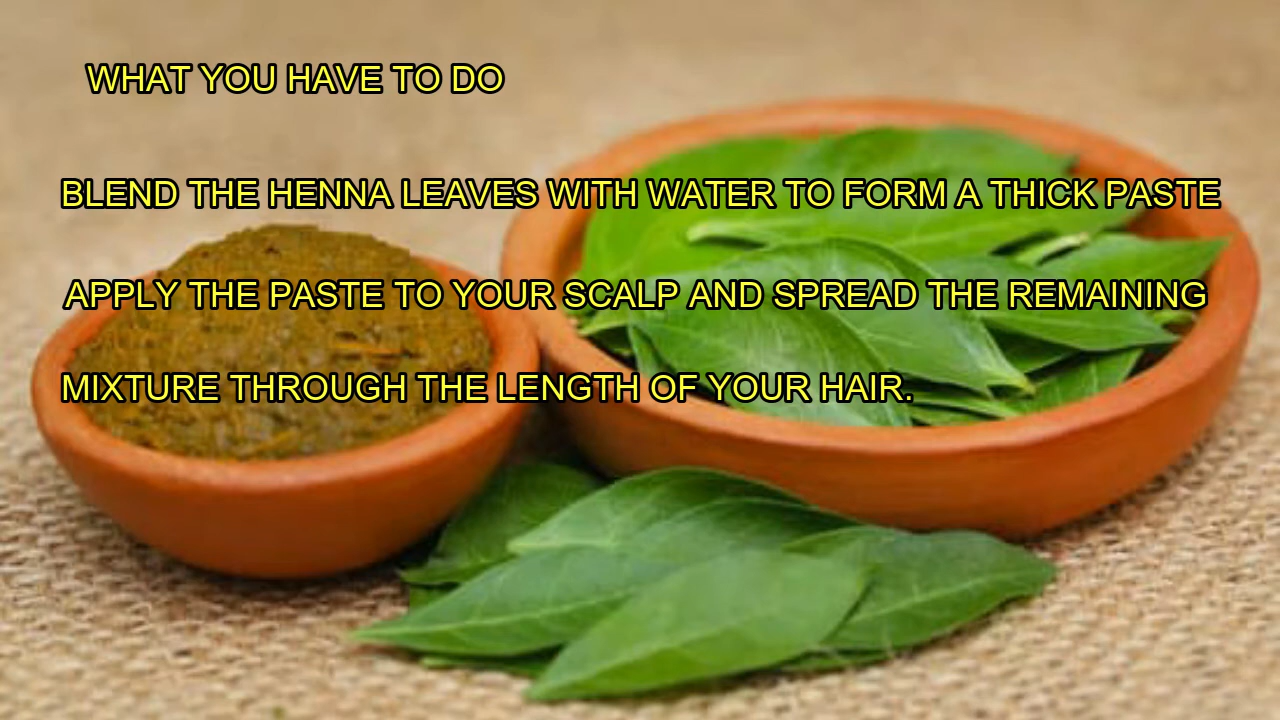 WHAT YOU HAVE TO DO
BLEND THE HENNA LEAVES WITH WATER TO FORM A THICK PASTE
APPLY THE PASTE TO YOUR SCALP AND SPREAD THE REMAINING
MIXTURE THROUGH THE LENGTH OF YOUR HAIR.